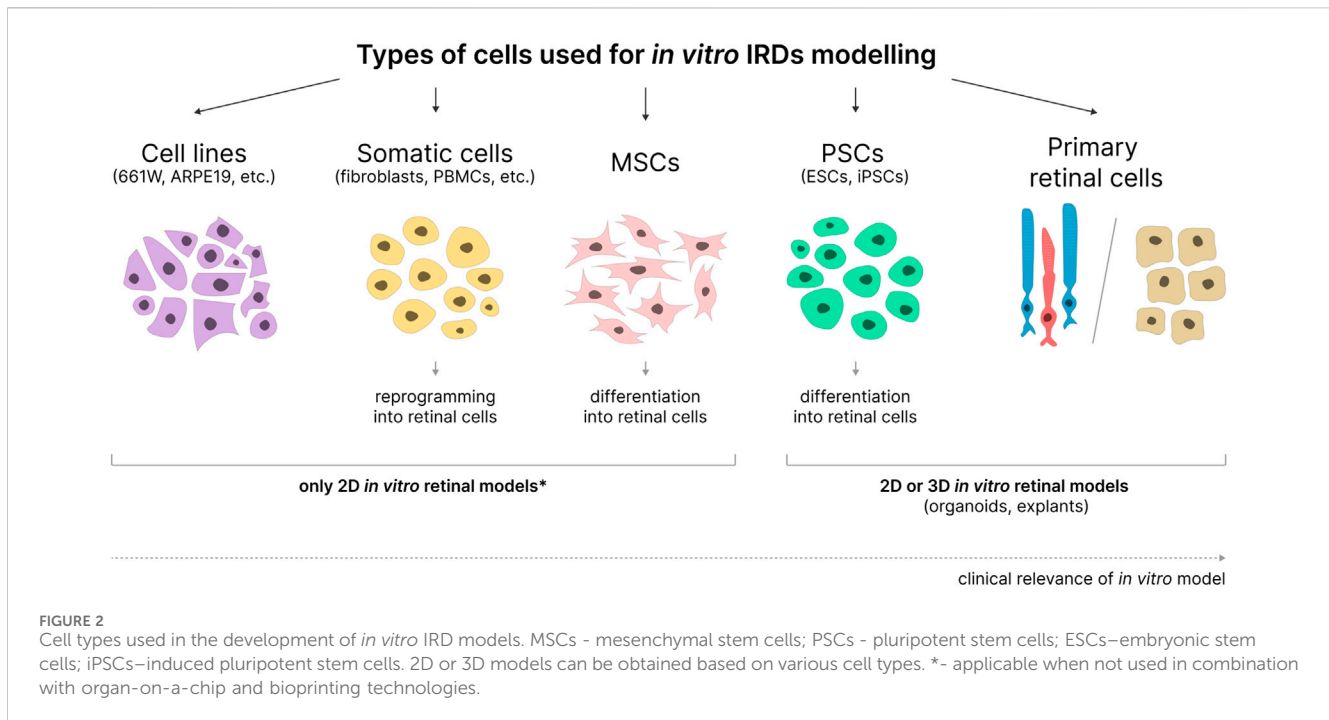 Types of cells used for in vitro IRDs modelling
Cell lines
(661W, ARPE19, etc.)
Somatic cells
(fibroblasts, PBMCs, etc.)
MSCs
PSCs
(ESCs, iPSCs)
Primary
retinal cells
reprogramming
into retinal cells
differentiation
into retinal cells
differentiation
into retinal cells
only 2D in vitro retinal models*
2D or 3D in vitro retinal models
(organoids, explants)
clinical relevance of in vitro model
FIGURE 2
Cell types used in the development of in vitro IRD models. MSCs - mesenchymal stem cells; PSCs - pluripotent stem cells; ESCs–embryonic stem
cells; iPSCs–induced pluripotent stem cells. 2D or 3D models can be obtained based on various cell types. *- applicable when not used in combination
with organ-on-a-chip and bioprinting technologies.